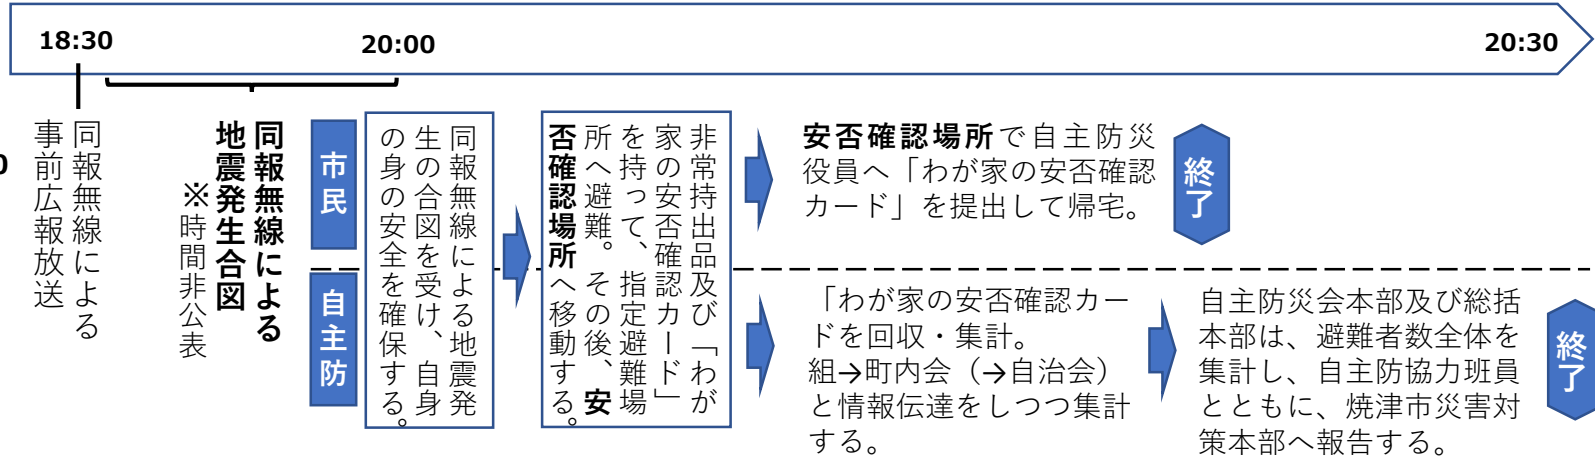 18:30
20:00
20:30
0
同報無線による
事前広報放送
同報無線による
地震発生合図
※時間非公表
市民
自主防
同報無線による地震発
生の合図を受け、自身
の身の安全を確保する。
非常持出品及び「わが
家の安否確認カード」
を持って、指定避難場
所へ避難。その後、安
否確認場所へ移動する。
安否確認場所で自主防災
役員へ「わが家の安否確認
カード」を提出して帰宅。
終了
「わが家の安否確認カー
ドを回収・集計。
組→町内会（→自治会）
と情報伝達をしつつ集計
する。
自主防災会本部及び総括
本部は、避難者数全体を
集計し、自主防協力班員
とともに、焼津市災害対
策本部へ報告する。
終了